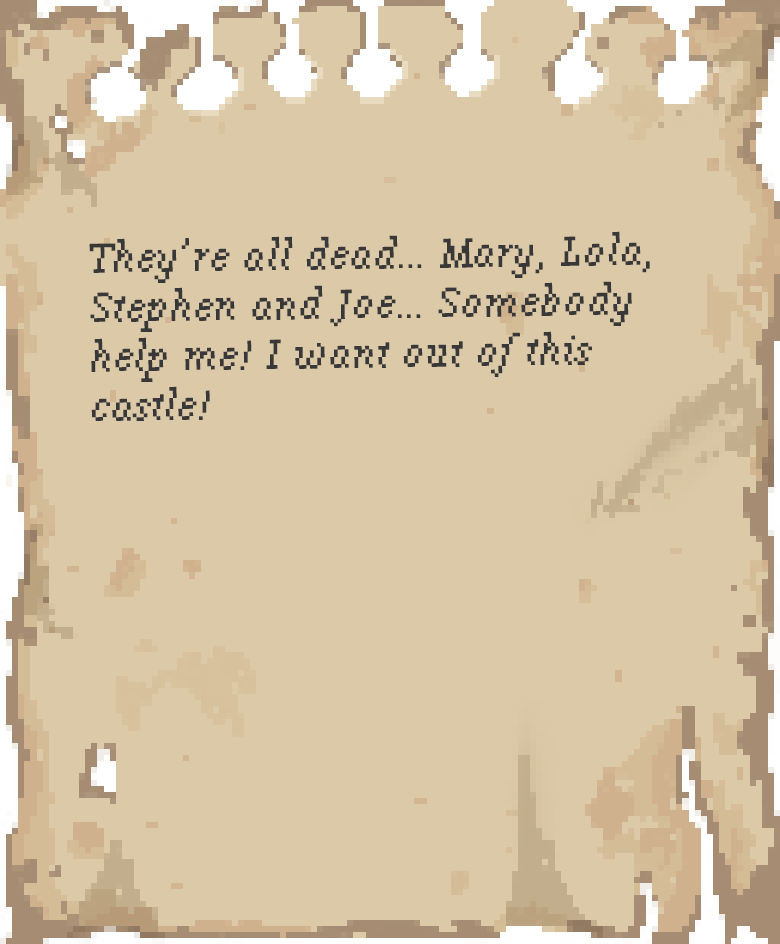 They're all dead... Mary, Lola,
Stephen and Joe... Somebody
help me! I want out of this
castle!